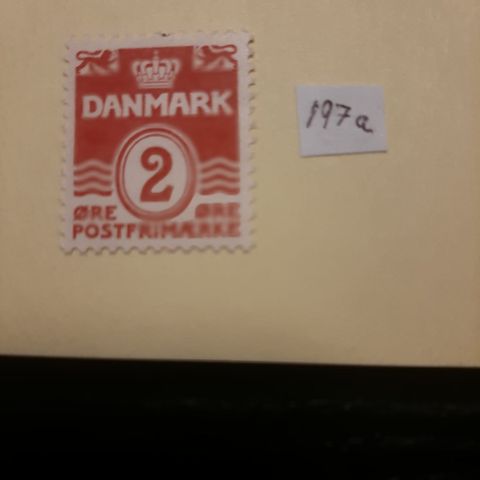 DANMARK
2
ØRE ØRE
POSTFRIMÆRKE
197a